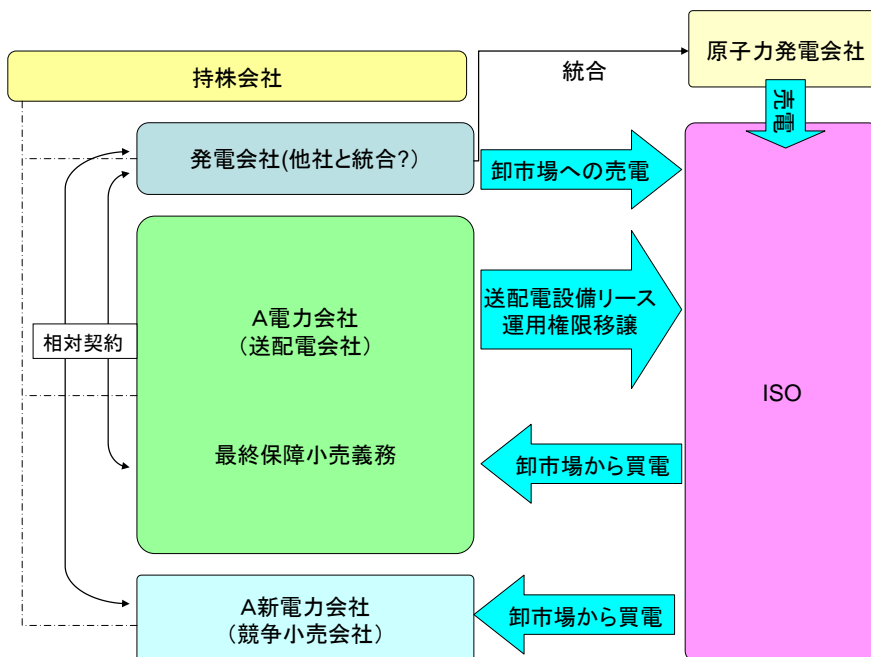 原子力発電会社
統合
持株会社
売電
発電会社(他社と統合?）
卸市場への売電
A電力会社
（送配電会社）
送配電設備リース
運用権限移譲
相対契約
ISO
最終保障小売義務
卸市場から買電
A新電力会社
（競争小売会社）
卸市場から買電